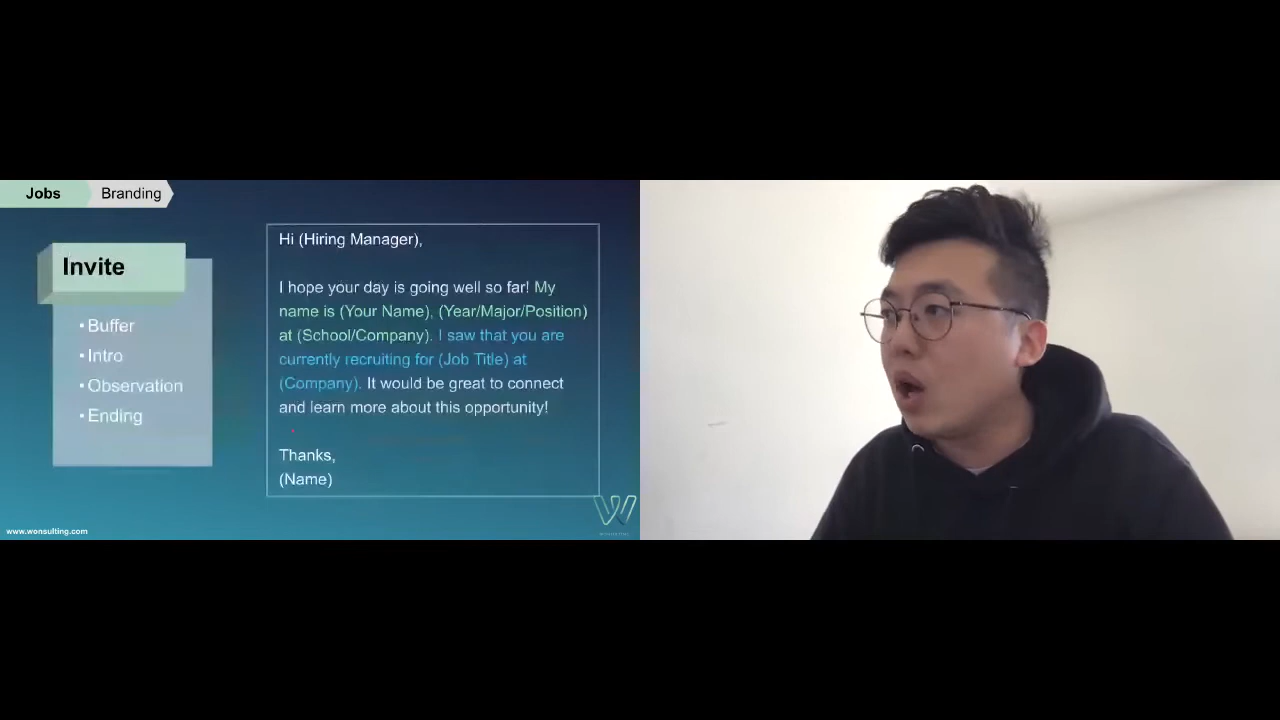 Jobs
Branding
Invite
▪Buffer
▪Intro
▪Observation
▪Ending
Hi (Hiring Manager),
I hope your day is going well so far! My
name is (Your Name), (Year/Major/Position)
at (School/Company). I saw that you are
currently recruiting for (Job Title) at
(Company). It would be great to connect
and learn more about this opportunity!
Thanks,
(Name)
W
WONSULTING
www.wonsulting.com